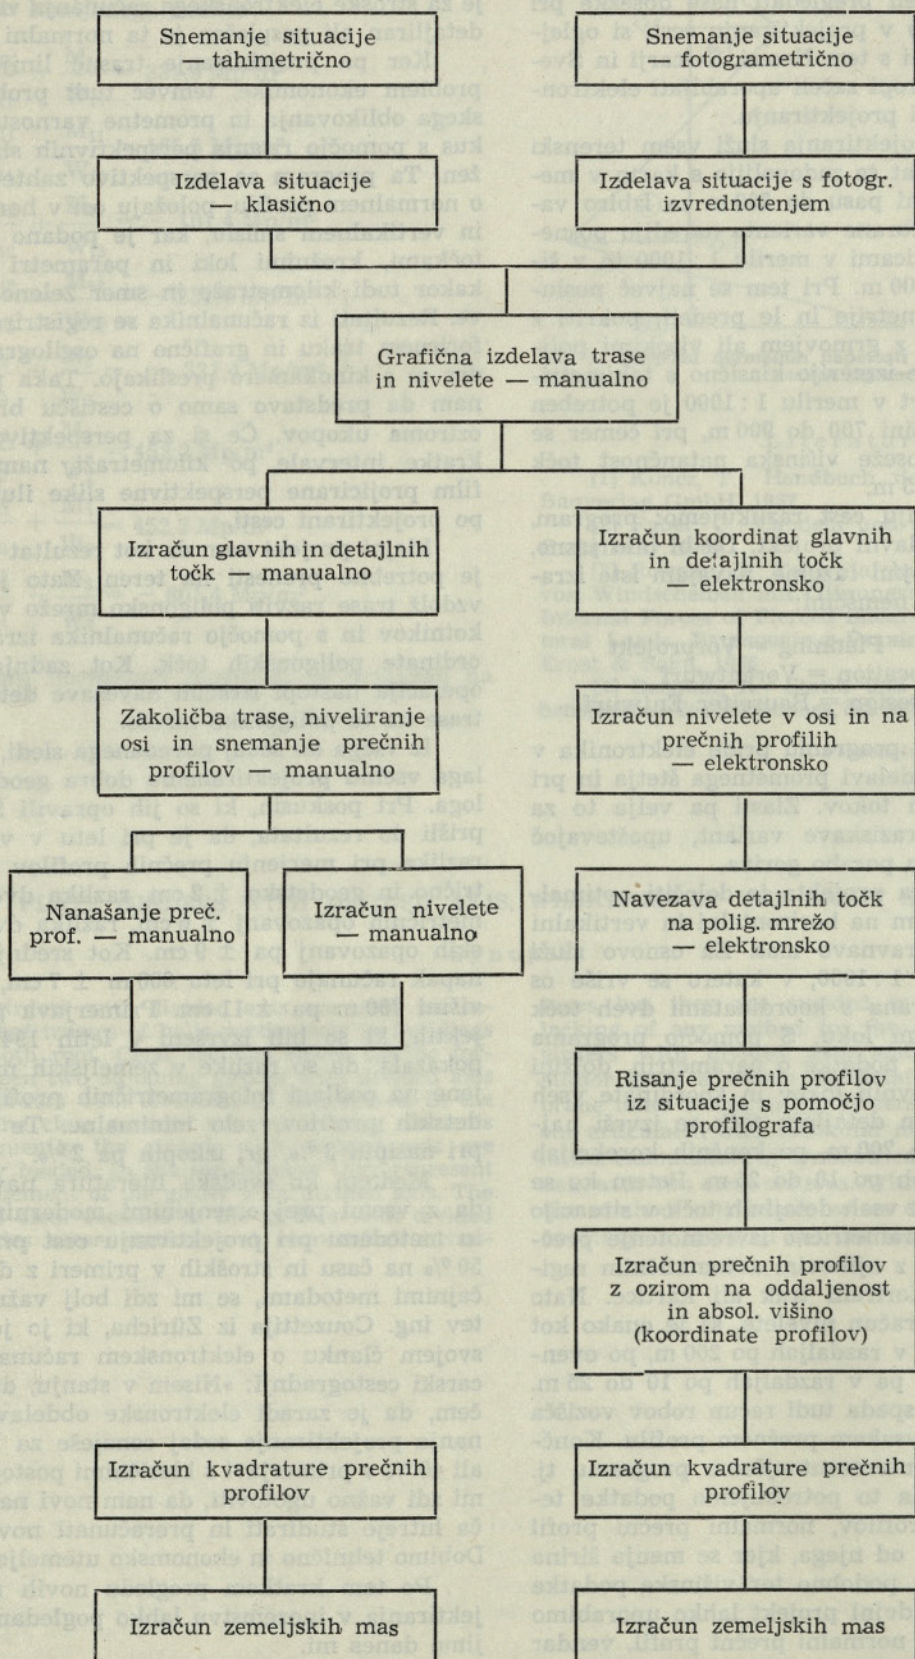 Snemanje situacije
— tahimetrično
Snemanje situacije
— fotogrametrično
Izdelava situacije
— klasično
Izdelava situacije s fotogr.
izvrednotenjem
Grafična izdelava trase
in nivelete — manualno
Izračun glavnih in detajlnih
točk — manualno
Izračun koordinat glavnih
in detajlnih točk
— elektronsko
Zakoličba trase, niveliranje
osi in snemanje prečnih
profilov — manualno
Izračun nivelete v osi in na
prečnih profilih
— elektronsko
Nanašanje preč.
prof. — manualno
Izračun nivelete
— manualno
Navezava detajlnih točk
na polig. mrežo
— elektronsko
Risanje prečnih profilov
iz situacije s pomočjo
profilografa
Izračun prečnih profilov
z ozirom na oddaljenost
in absol. višino
(koordinate profilov)
Izračun kvadrature prečnih
profilov
Izračun kvadrature prečnih
profilov
Izračun zemeljskih mas
Izračun zemeljskih mas